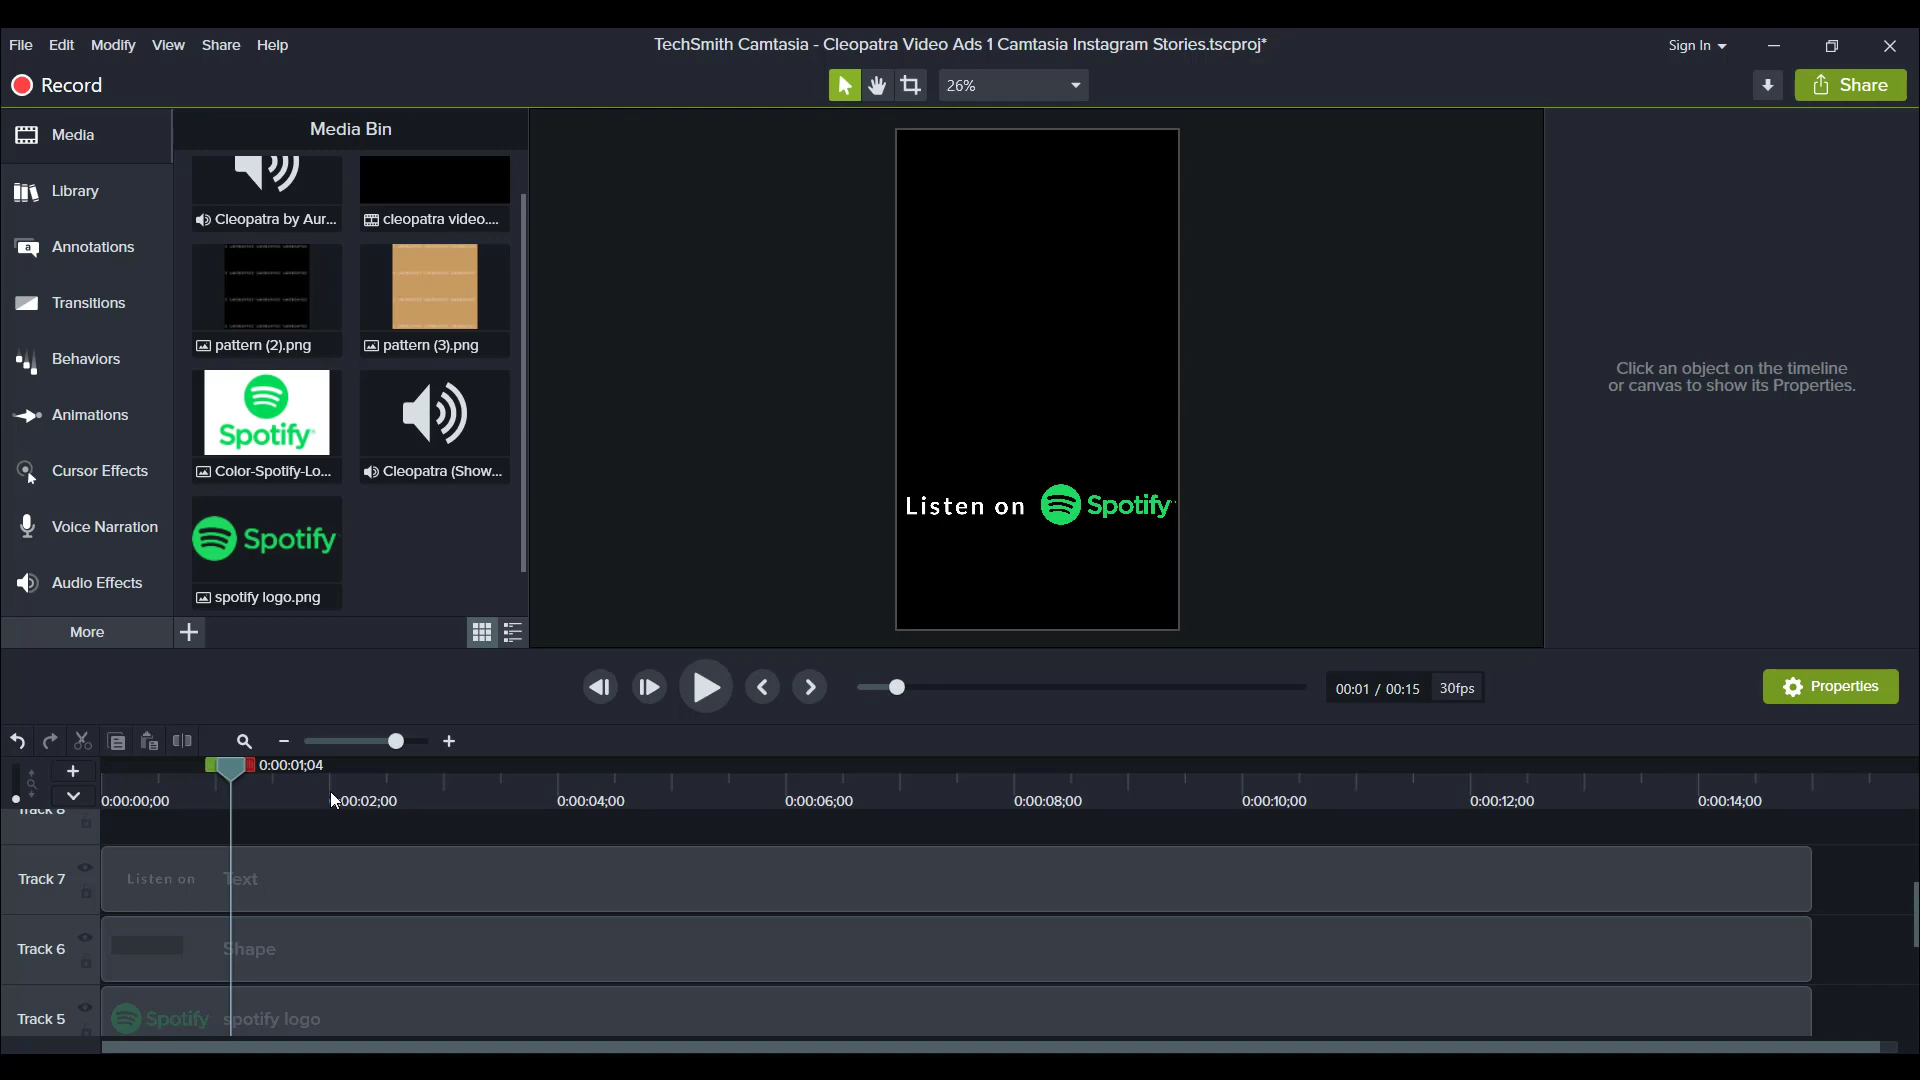 File Edit Modify View Share Help
TechSmith Camtasia - Cleopatra Video Ads 1 Camtasia Instagram Stories.tscproj*
Sign In
Record
26%
Share
Media
Library
Annotations
Transitions
Behaviors
Animations
Cursor Effects
Voice Narration
Audio Effects
More
Media Bin
Cleopatra by Aur...
cleopatra video....
pattern (2).png
pattern (3).png
Spotify
Color-Spotify-Lo...
Cleopatra (Show...
Spotify
spotify logo.png
Listen on Spotify
Click an object on the timeline
or canvas to show its Properties.
00:01 / 00:15 30fps
Properties
0:00:01;04
0:00:00;00 0:00:02;00 0:00:04;00 0:00:06;00 0:00:08;00 0:00:10;00 0:00:12;00 0:00:14;00
Track 8
Track 7 Listen on Text
Track 6 Shape
Track 5 Spotify spotify logo